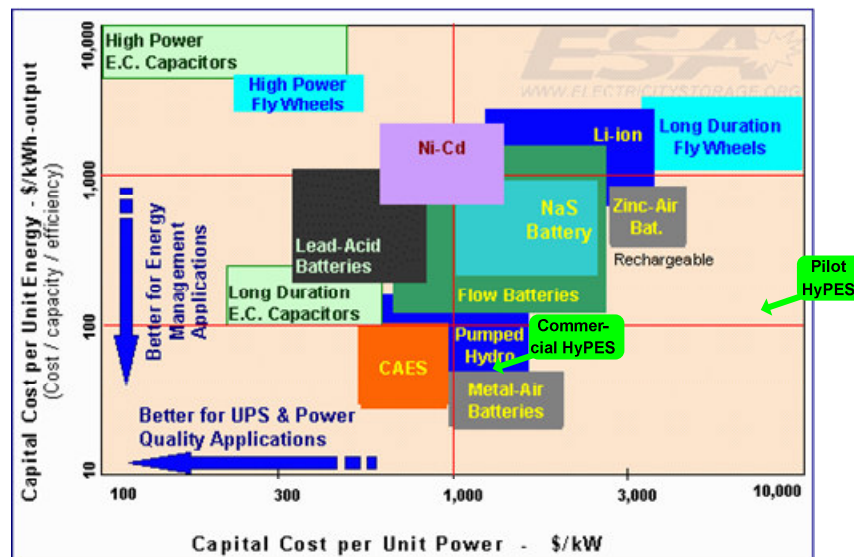 Capital Cost per Unit Energy - $/kWh-output
(Cost / capacity / efficiency)
10,000
1,000
100
10
High Power
E.C. Capacitors
High Power
Fly Wheels
ESA
WWW.ELECTRICITYSTORAGE.ORG
Ni-Cd
Li-ion
Long Duration
Fly Wheels
Better for Energy
Management
Applications
Lead-Acid
Batteries
NaS
Battery
Zinc-Air
Bat.
Rechargeable
Pilot
HyPES
Long Duration
E.C. Capacitors
Flow Batteries
CAES
Pumped
Hydro
Commer-
cial HyPES
Metal-Air
Batteries
Better for UPS & Power
Quality Applications
100
300
1,000
3,000
10,000
Capital Cost per Unit Power - $/kW